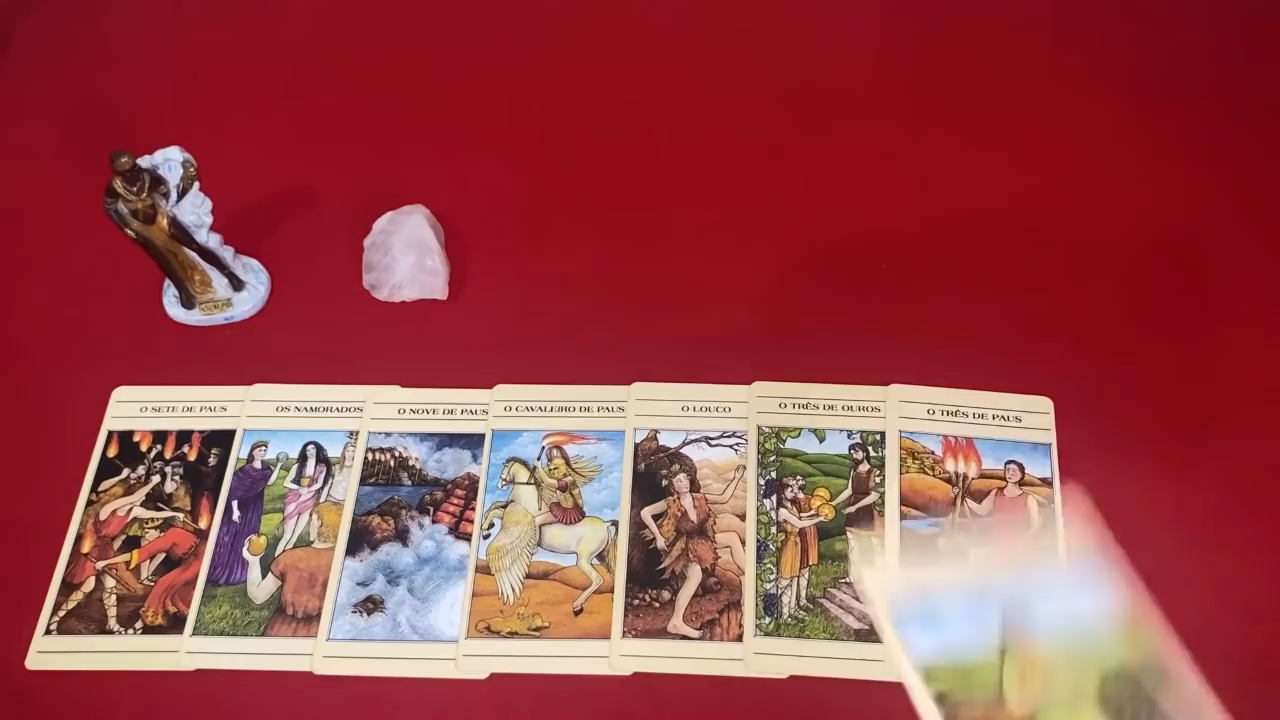 O SETE DE PAUS
OS NAMORADOS
O NOVE DE PAUS
O CAVALEIRO DE PAUS
O LOUCO
O TRÊS DE OUROS
O TRÊS DE PAUS